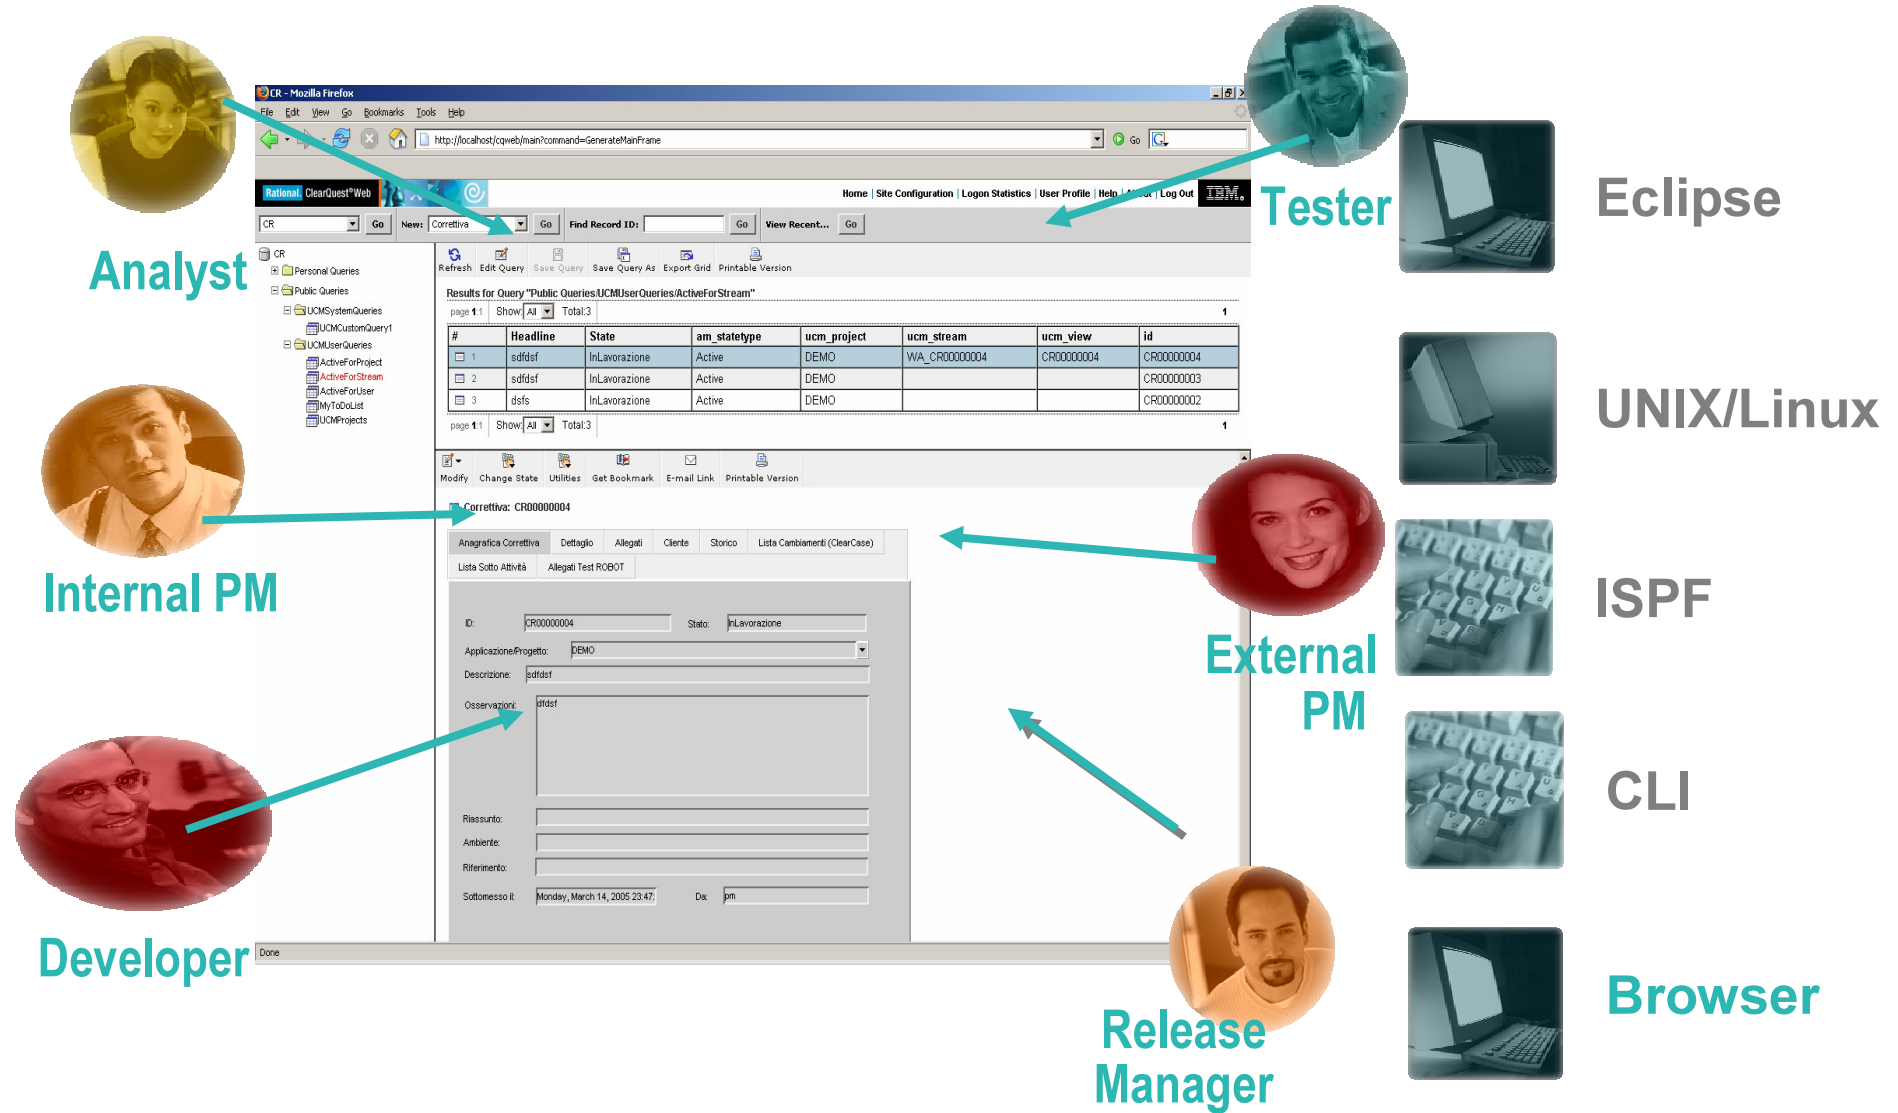 CR - Mozilla Firefox
File Edit View Go Bookmarks Tools Help
http://localhost/cqweb/main?command=GenerateMainFrame
Go
Rational. ClearQuest® Web
Home | Site Configuration | Logon Statistics | User Profile | Help | About | Log Out
IBM.
CR Go New: Correttiva Go Find Record ID: Go View Recent... Go
CR
Personal Queries
Public Queries
UCMSystemQueries
UCMCustomQuery1
UCMUserQueries
ActiveForProject
ActiveForStream
ActiveForUser
MyToDoList
UCMProjects
Refresh Edit Query Save Query Save Query As Export Grid Printable Version
Results for Query "Public Queries/UCMUserQueries/ActiveForStream"
page 1:1 Show: All Total:3 1
# Headline State am_statetype ucm_project ucm_stream ucm_view id
1 sdfdsf InLavorazione Active DEMO WA_CR00000004 CR00000004 CR00000004
2 sdfdsf InLavorazione Active DEMO CR00000003
3 dsfs InLavorazione Active DEMO CR00000002
page 1:1 Show: All Total:3 1
Modify Change State Utilities Get Bookmark E-mail Link Printable Version
Correttiva: CR00000004
Anagrafica Correttiva Dettaglio Allegati Cliente Storico Lista Cambiamenti (ClearCase)
Lista Sotto Attività Allegati Test ROBOT
ID: CR00000004 Stato: InLavorazione
Applicazione/Progetto: DEMO
Descrizione: sdfdsf
Osservazioni: dfdsf
Riassunto:
Ambiente:
Riferimento:
Sottomesso il: Monday, March 14, 2005 23:47: Da: pm
Done
Analyst
Internal PM
Developer
Tester
External
PM
Release
Manager
Eclipse
UNIX/Linux
ISPF
CLI
Browser